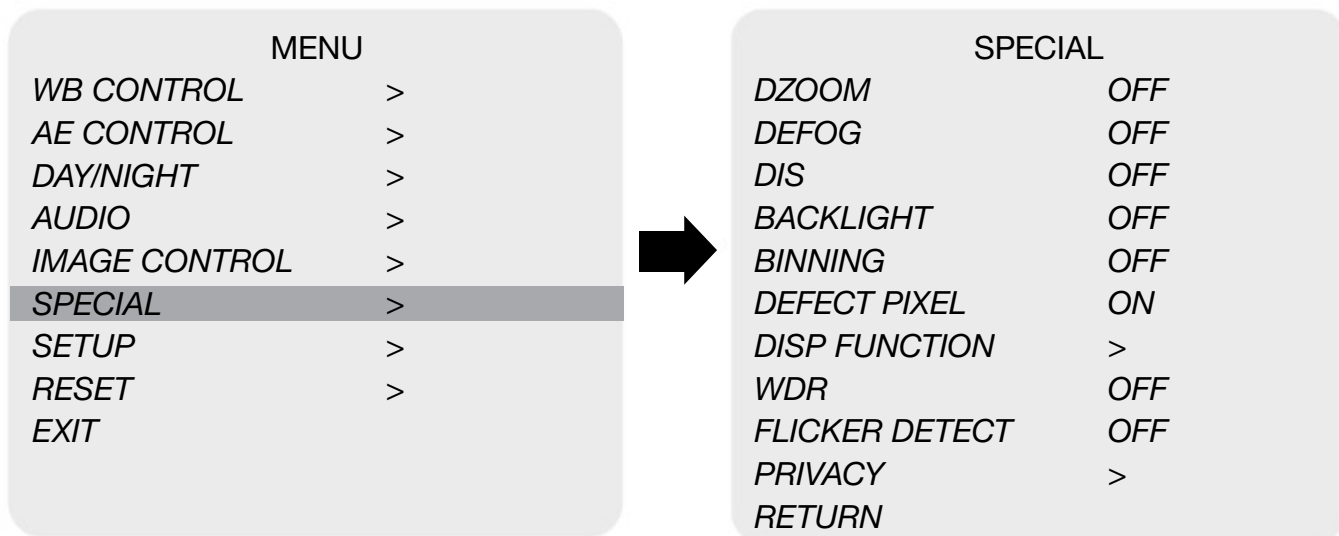 MENU
WB CONTROL >
AE CONTROL >
DAY/NIGHT >
AUDIO >
IMAGE CONTROL >
SPECIAL >
SETUP >
RESET >
EXIT
SPECIAL
DZOOM OFF
DEFOG OFF
DIS OFF
BACKLIGHT OFF
BINNING OFF
DEFECT PIXEL ON
DISP FUNCTION >
WDR OFF
FLICKER DETECT OFF
PRIVACY >
RETURN